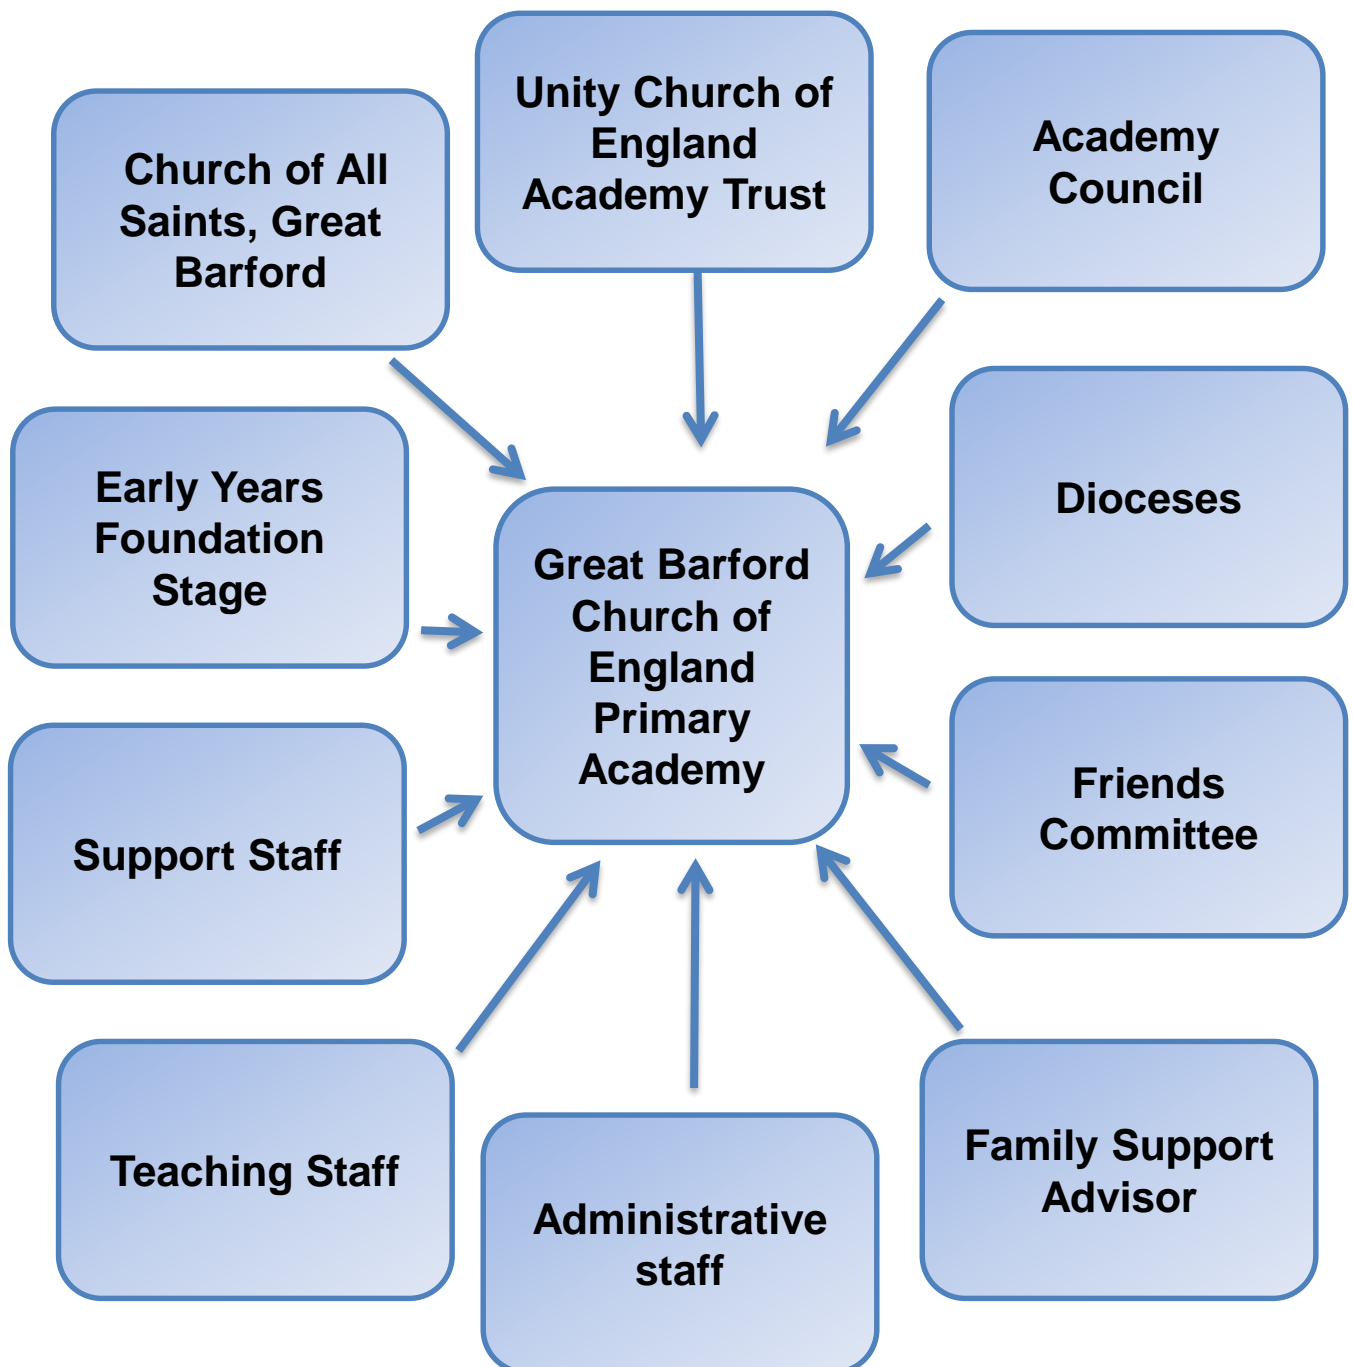 Unity Church of
England
Academy Trust
Academy
Council
Church of All
Saints, Great
Barford
Early Years
Foundation
Stage
Dioceses
Great Barford
Church of
England
Primary
Academy
Friends
Committee
Support Staff
Teaching Staff
Family Support
Advisor
Administrative
staff